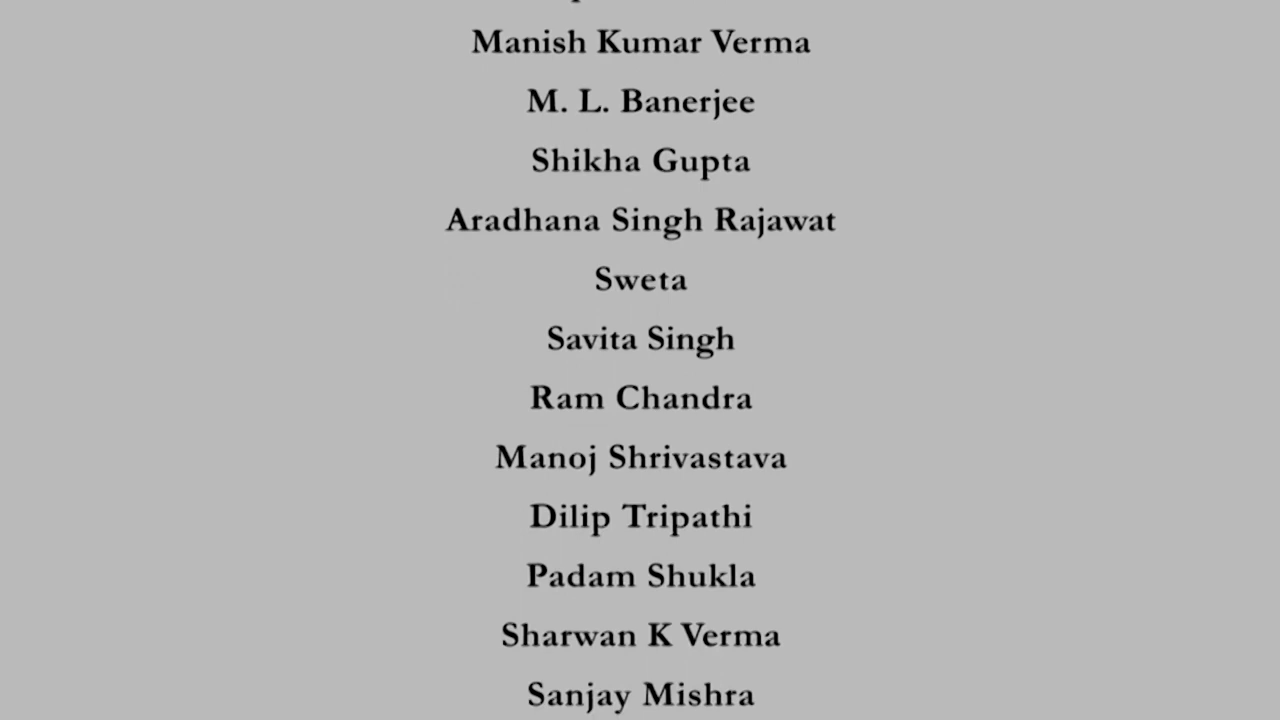 Manish Kumar Verma
M. L. Banerjee
Shikha Gupta
Aradhana Singh Rajawat
Sweta
Savita Singh
Ram Chandra
Manoj Shrivastava
Dilip Tripathi
Padam Shukla
Sharwan K Verma
Sanjay Mishra